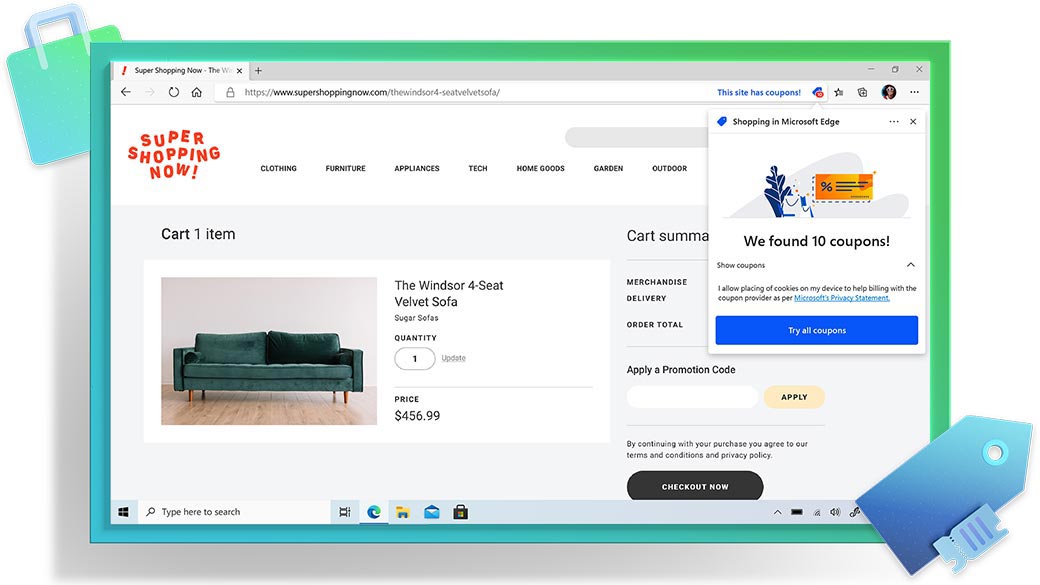 Super Shopping Now - The Wi
https://www.supershoppingnow.com/thewindsor4-seatvelvetsofa/
This site has coupons!
SUPER
SHOPPING
NOW!
CLOTHING
FURNITURE
APPLIANCES
TECH
HOME GOODS
GARDEN
OUTDOOR
Shopping in Microsoft Edge
%
We found 10 coupons!
Show coupons
I allow placing of cookies on my device to help billing with the
coupon provider as per Microsoft's Privacy Statement.
Try all coupons
Cart 1 item
The Windsor 4-Seat
Velvet Sofa
Sugar Sofas
QUANTITY
1 Update
PRICE
$456.99
Cart summa
MERCHANDISE
DELIVERY
ORDER TOTAL
Apply a Promotion Code
APPLY
By continuing with your purchase you agree to our
terms and conditions and privacy policy.
CHECKOUT NOW
Type here to search